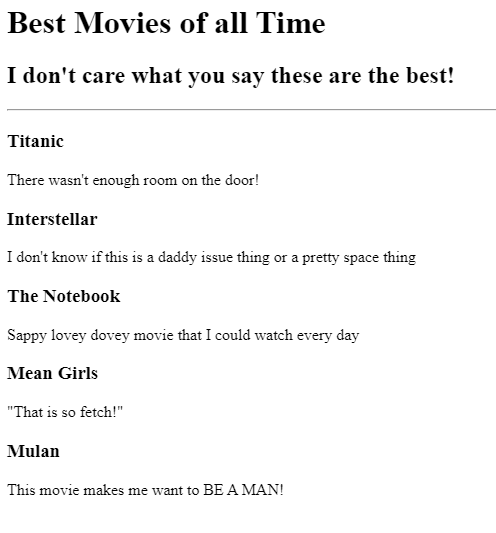 Best Movies of all Time
I don't care what you say these are the best!
Titanic
There wasn't enough room on the door!
Interstellar
I don't know if this is a daddy issue thing or a pretty space thing
The Notebook
Sappy lovey dovey movie that I could watch every day
Mean Girls
"That is so fetch!"
Mulan
This movie makes me want to BE A MAN!